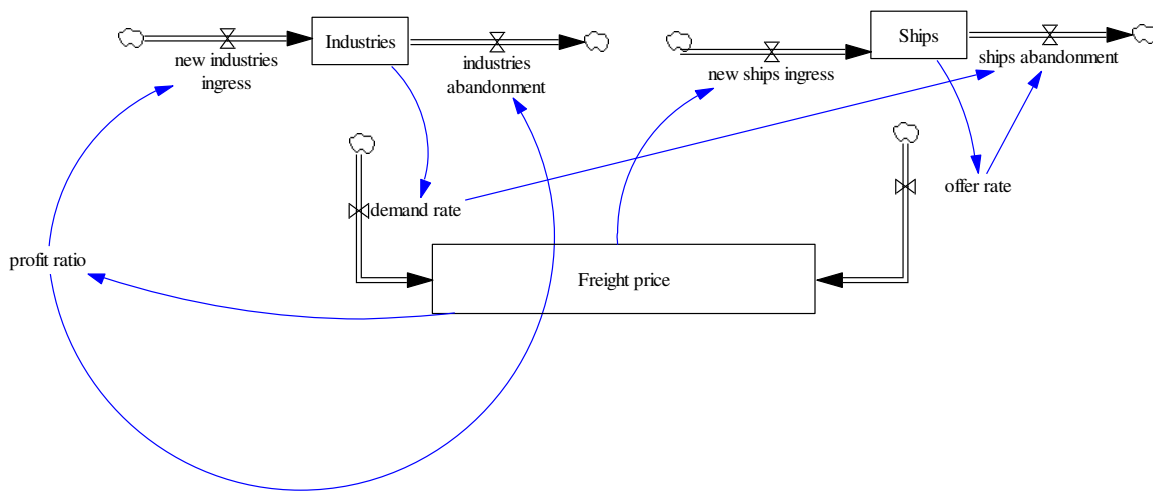 Industries
new industries
ingress
industries
abandonment
Ships
new ships ingress
ships abandonment
demand rate
offer rate
profit ratio
Freight price